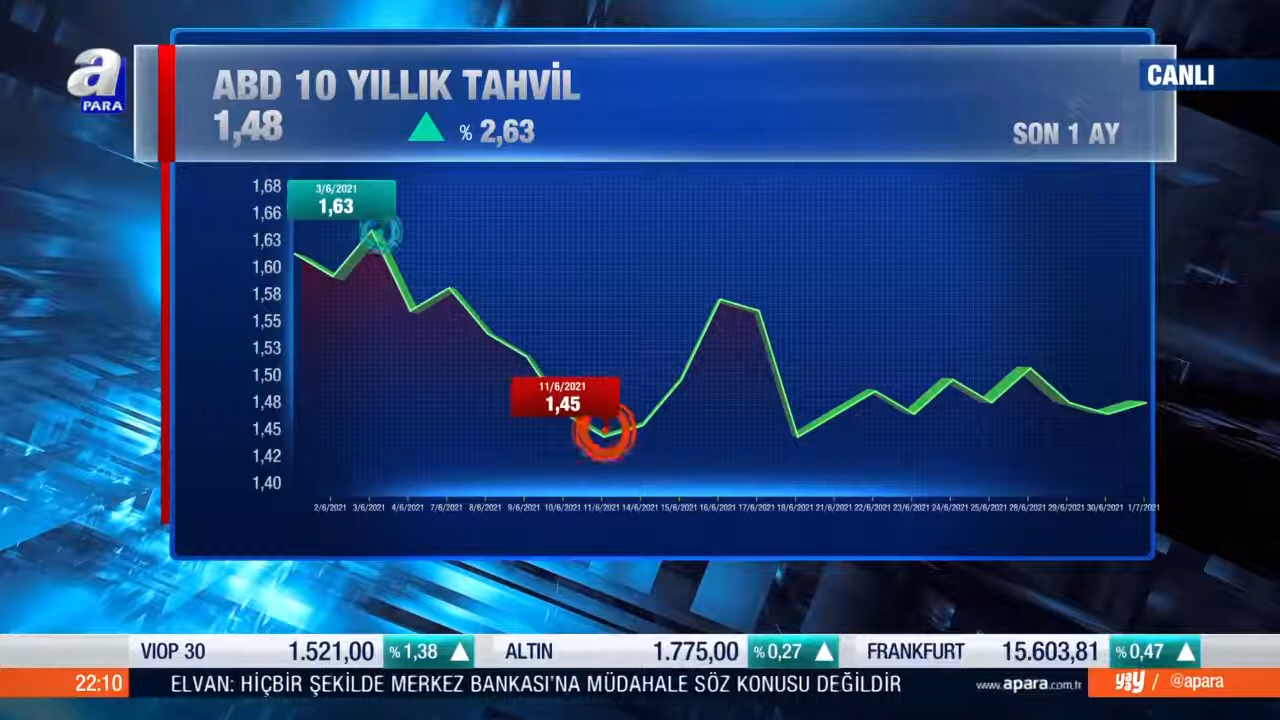 a
PARA
ABD 10 YILLIK TAHVİL
CANLI
1,48
% 2,63
SON 1 AY
1,68
1,66
1,63
1,60
1,58
1,55
1,53
1,50
1,48
1,45
1,42
1,40
3/6/2021
1,63
11/6/2021
1,45
2/6/2021 3/6/2021 4/6/2021 7/6/2021 8/6/2021 9/6/2021 10/6/2021 11/6/2021 14/6/2021 15/6/2021 16/6/2021 17/6/2021 18/6/2021 21/6/2021 22/6/2021 23/6/2021 24/6/2021 25/6/2021 28/6/2021 29/6/2021 30/6/2021 1/7/2021
VIOP 30 1.521,00 %1,38 ALTIN 1.775,00 %0,27 FRANKFURT 15.603,81 %0,47
22:10 ELVAN: HİÇBİR ŞEKİLDE MERKEZ BANKASI'NA MÜDAHALE SÖZ KONUSU DEĞİLDİR www.apara.com.tr / @apara